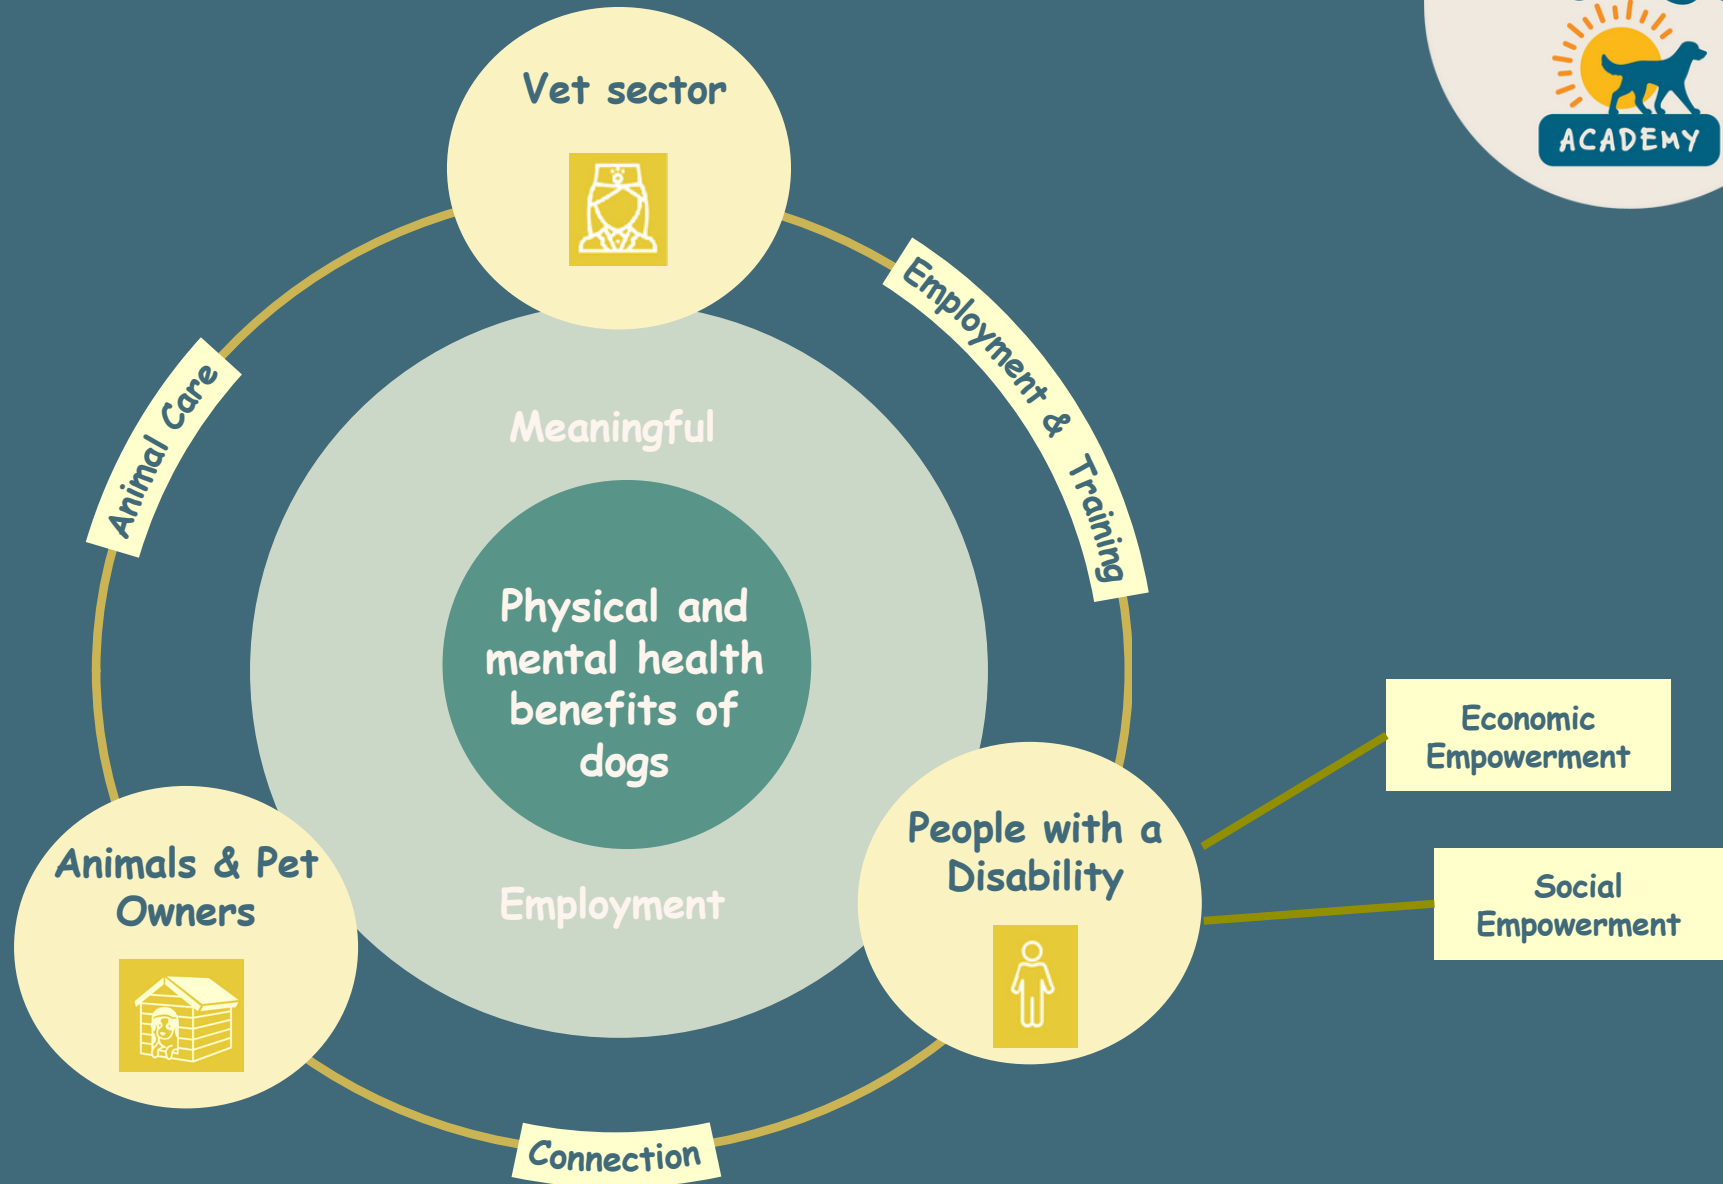 Vet sector
ACADEMY
Employment & Training
Animal Care
Meaningful
Physical and
mental health
benefits of
dogs
Employment
Economic
Empowerment
People with a
Disability
Animals & Pet
Owners
Social
Empowerment
Connection